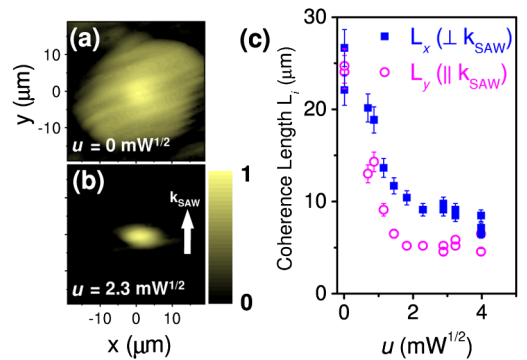 (a)
y (μm)
10
0
-10
u = 0 mW^1/2
(b)
k_SAW
u = 2.3 mW^1/2
-10 0 10
x (μm)
1
0
(c)
Coherence Length L_i (μm)
30
20
10
0
L_x (⊥ k_SAW)
L_y (|| k_SAW)
0 2 4
u (mW^1/2)